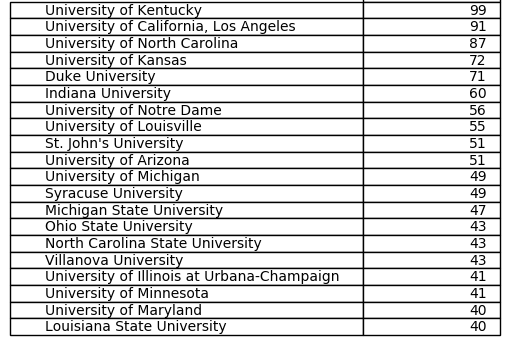 University of Kentucky 99
University of California, Los Angeles 91
University of North Carolina 87
University of Kansas 72
Duke University 71
Indiana University 60
University of Notre Dame 56
University of Louisville 55
St. John's University 51
University of Arizona 51
University of Michigan 49
Syracuse University 49
Michigan State University 47
Ohio State University 43
North Carolina State University 43
Villanova University 43
University of Illinois at Urbana-Champaign 41
University of Minnesota 41
University of Maryland 40
Louisiana State University 40